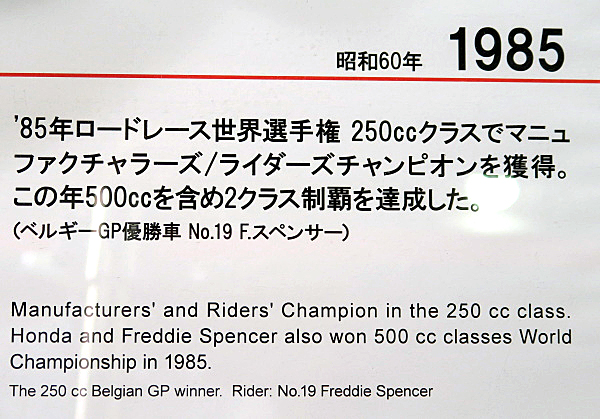 昭和60年 1985
'85年ロードレース世界選手権 250ccクラスでマニュ
ファクチャラーズ/ライダーズチャンピオンを獲得。
この年500ccを含め2クラス制覇を達成した。
(ベルギーGP優勝車 No.19 F.スペンサー)
Manufacturers' and Riders' Champion in the 250 cc class.
Honda and Freddie Spencer also won 500 cc classes World
Championship in 1985.
The 250 cc Belgian GP winner. Rider: No.19 Freddie Spencer